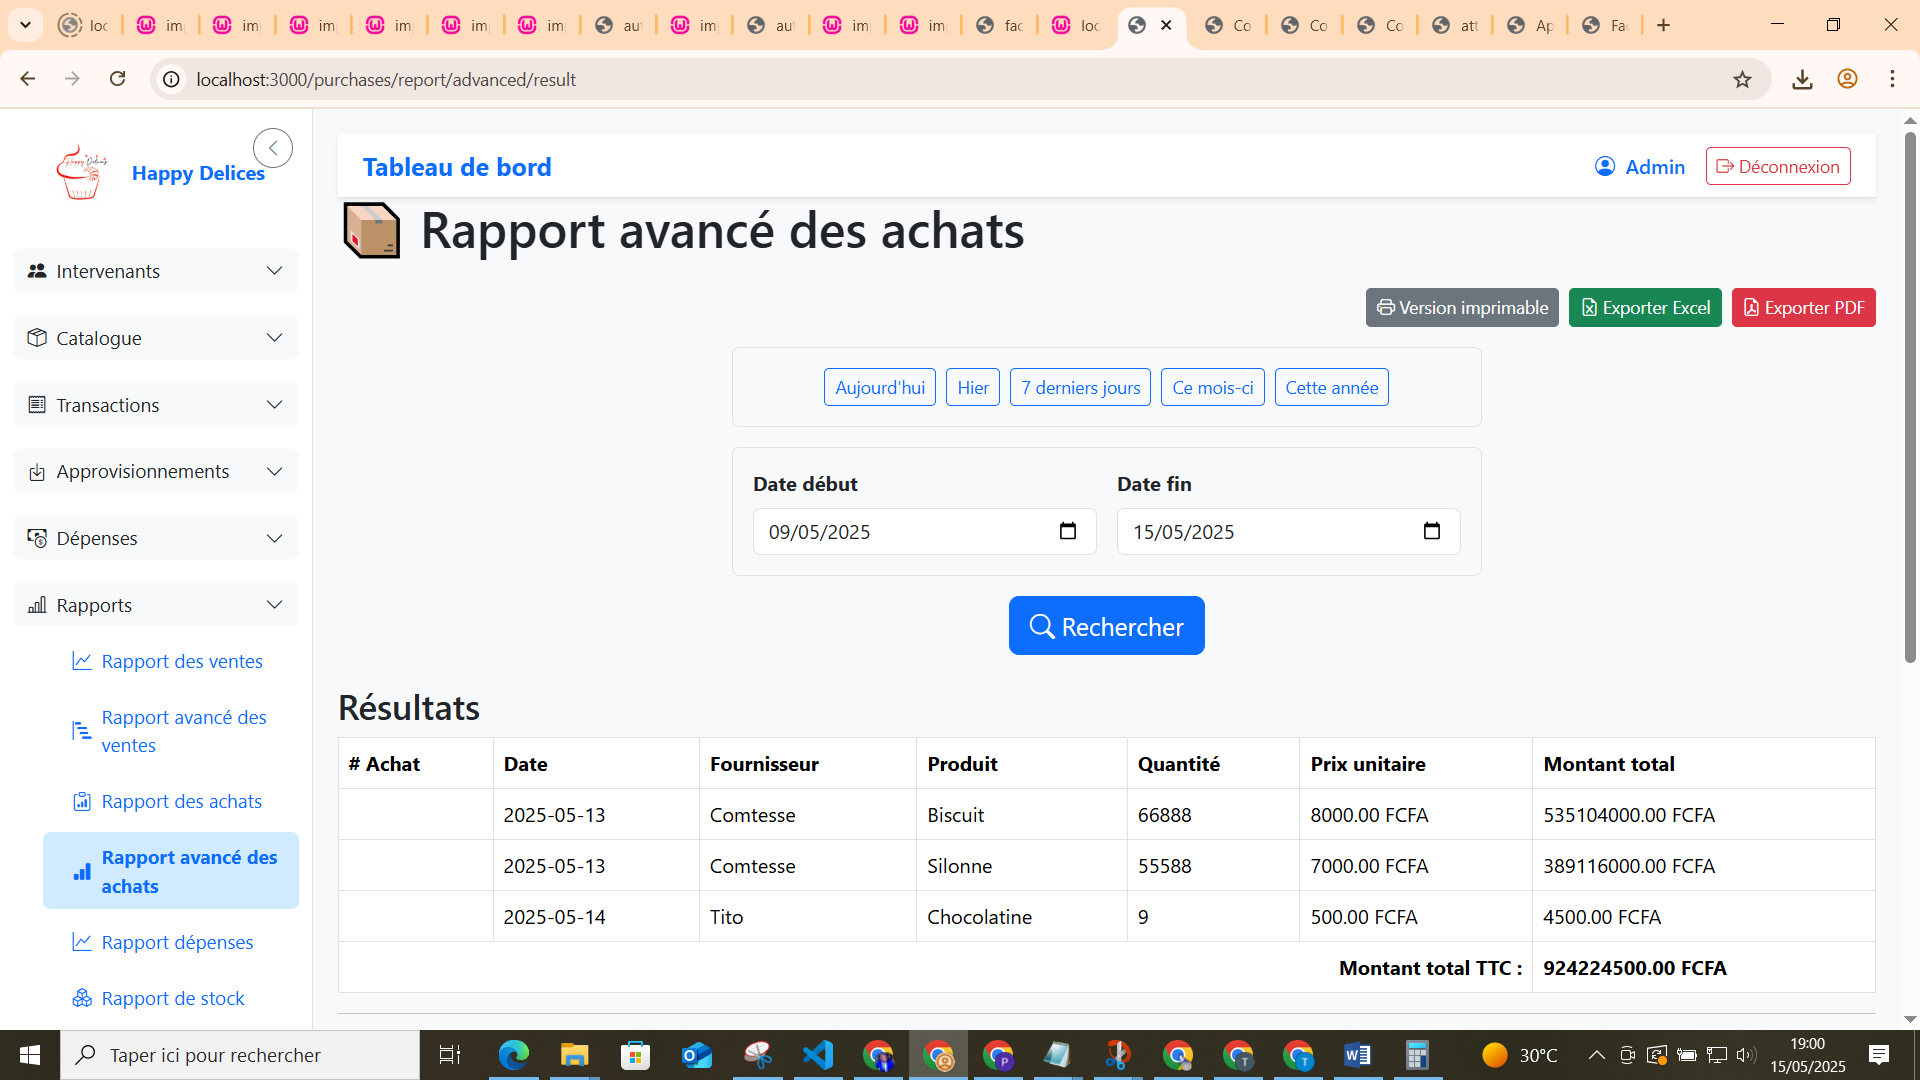 loc
im
im
im
im
im
im
au
im
au
im
im
fac
loc
Co
Co
Co
att
Ap
Fa
localhost:3000/purchases/report/advanced/result
Happy Delices
Happy Delices
Tableau de bord
Admin
Déconnexion
Rapport avancé des achats
Intervenants
Catalogue
Transactions
Approvisionnements
Dépenses
Rapports
Rapport des ventes
Rapport avancé des
ventes
Rapport des achats
Rapport avancé des
achats
Rapport dépenses
Rapport de stock
Version imprimable
Exporter Excel
Exporter PDF
Aujourd'hui
Hier
7 derniers jours
Ce mois-ci
Cette année
Date début
Date fin
09/05/2025
15/05/2025
Rechercher
Résultats
# Achat Date Fournisseur Produit Quantité Prix unitaire Montant total
2025-05-13 Comtesse Biscuit 66888 8000.00 FCFA 535104000.00 FCFA
2025-05-13 Comtesse Silonne 55588 7000.00 FCFA 389116000.00 FCFA
2025-05-14 Tito Chocolatine 9 500.00 FCFA 4500.00 FCFA
Montant total TTC : 924224500.00 FCFA
Taper ici pour rechercher
30°C
19:00
15/05/2025